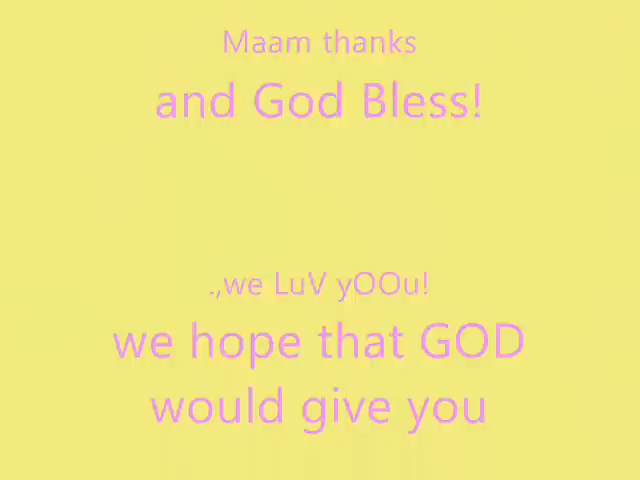 Maam thanks
and God Bless!
.,we LuV yOOu!
we hope that GOD
would give you